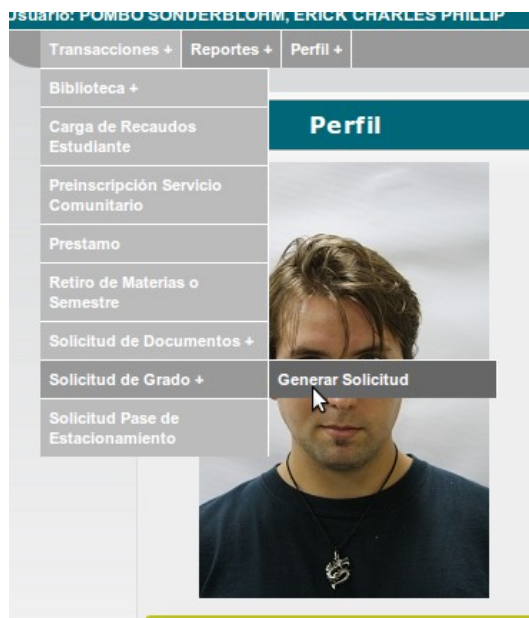 Usuario: POMBO SONDERBLOHM, ERICK CHARLES PHILLIP
Transacciones + Reportes + Perfil +
Biblioteca +
Carga de Recaudos
Estudiante
Perfil
Preinscripción Servicio
Comunitario
Prestamo
Retiro de Materias o
Semestre
Solicitud de Documentos +
Solicitud de Grado + Generar Solicitud
Solicitud Pase de
Estacionamiento